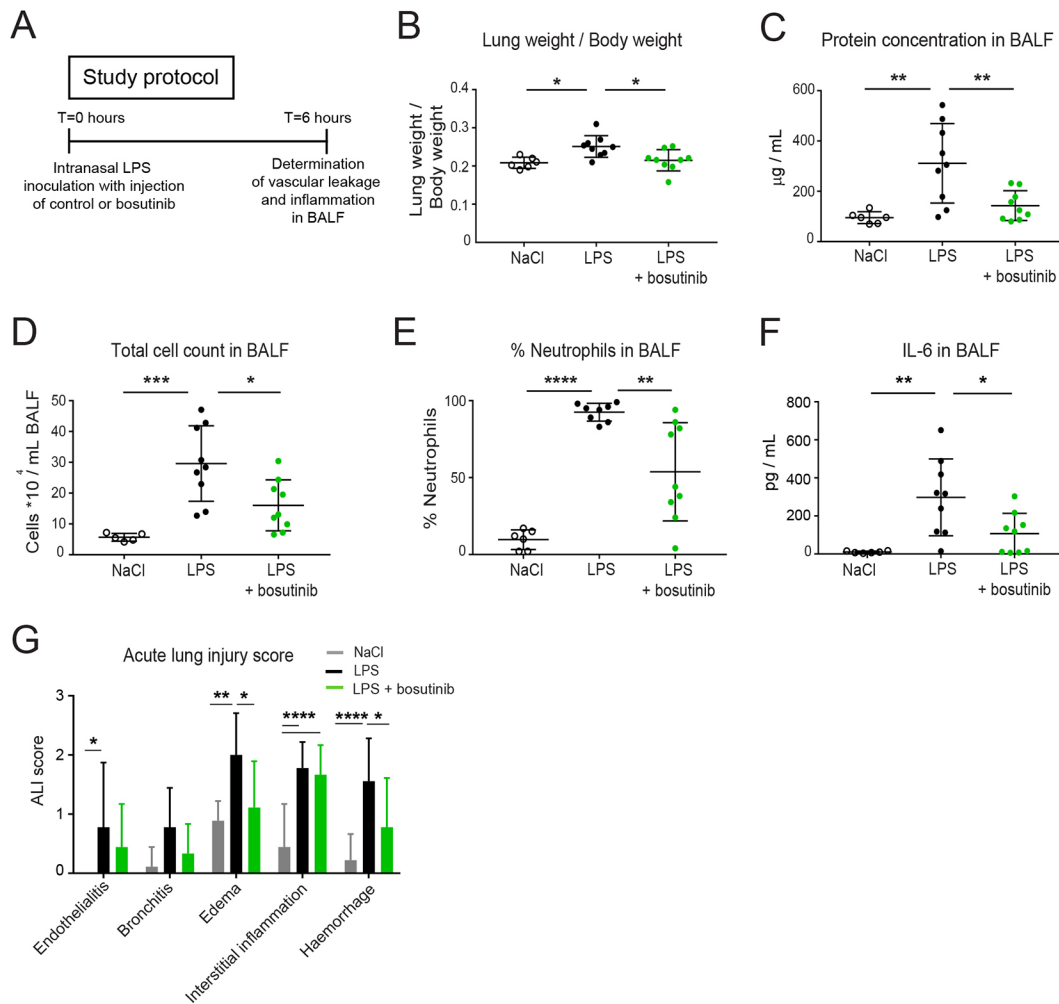 A
Study protocol
T=0 hours
T=6 hours
Intranasal LPS
inoculation with injection
of control or bosutinib
Determination
of vascular leakage
and inflammation
in BALF
B
Lung weight / Body weight
*
*
Lung weight /
Body weight
0.4
0.3
0.2
0.1
0
NaCl
LPS
LPS
+ bosutinib
C
Protein concentration in BALF
**
**
µg / mL
600
400
200
0
NaCl
LPS
LPS
+ bosutinib
D
Total cell count in BALF
***
*
Cells *10^4 / mL BALF
50
40
30
20
10
0
NaCl
LPS
LPS
+ bosutinib
E
% Neutrophils in BALF
****
**
% Neutrophils
100
50
0
NaCl
LPS
LPS
+ bosutinib
F
IL-6 in BALF
**
*
pg / mL
800
600
400
200
0
NaCl
LPS
LPS
+ bosutinib
G
Acute lung injury score
NaCl
LPS
LPS + bosutinib
ALI score
3
2
1
0
*
**
*
****
****
*
Endothelialitis
Bronchitis
Edema
Interstitial inflammation
Haemorrhage